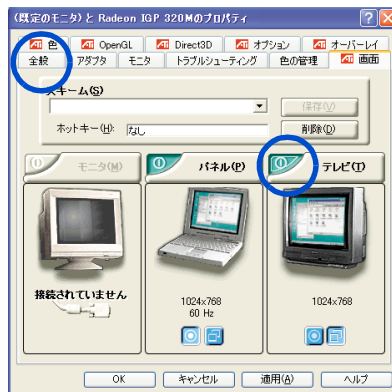 (既定のモニタ) と Radeon IGP 320Mのプロパティ
色 OpenGL Direct3D オプション オーバーレイ
全般 アダプタ モニタ トラブルシューティング 色の管理 画面
スキーム(S)
保存(V)
ホットキー(H): なし 削除(D)
モニタ(M) パネル(P) テレビ(T)
接続されていません
1024x768 1024x768
60 Hz
OK キャンセル 適用(A) ヘルプ